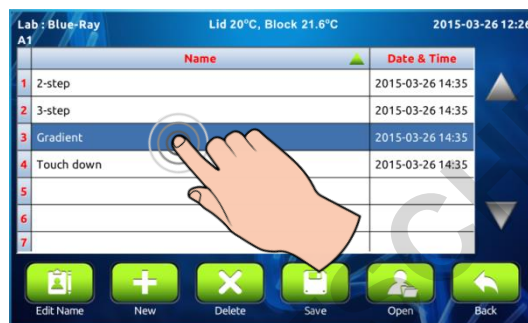 Lab : Blue-Ray Lid 20°C, Block 21.6°C 2015-03-26 12:26
A1
Name Date & Time
1 2-step 2015-03-26 14:35
2 3-step 2015-03-26 14:35
3 Gradient 2015-03-26 14:35
4 Touch down 2015-03-26 14:35
5
6
7
Edit Name New Delete Save Open Back